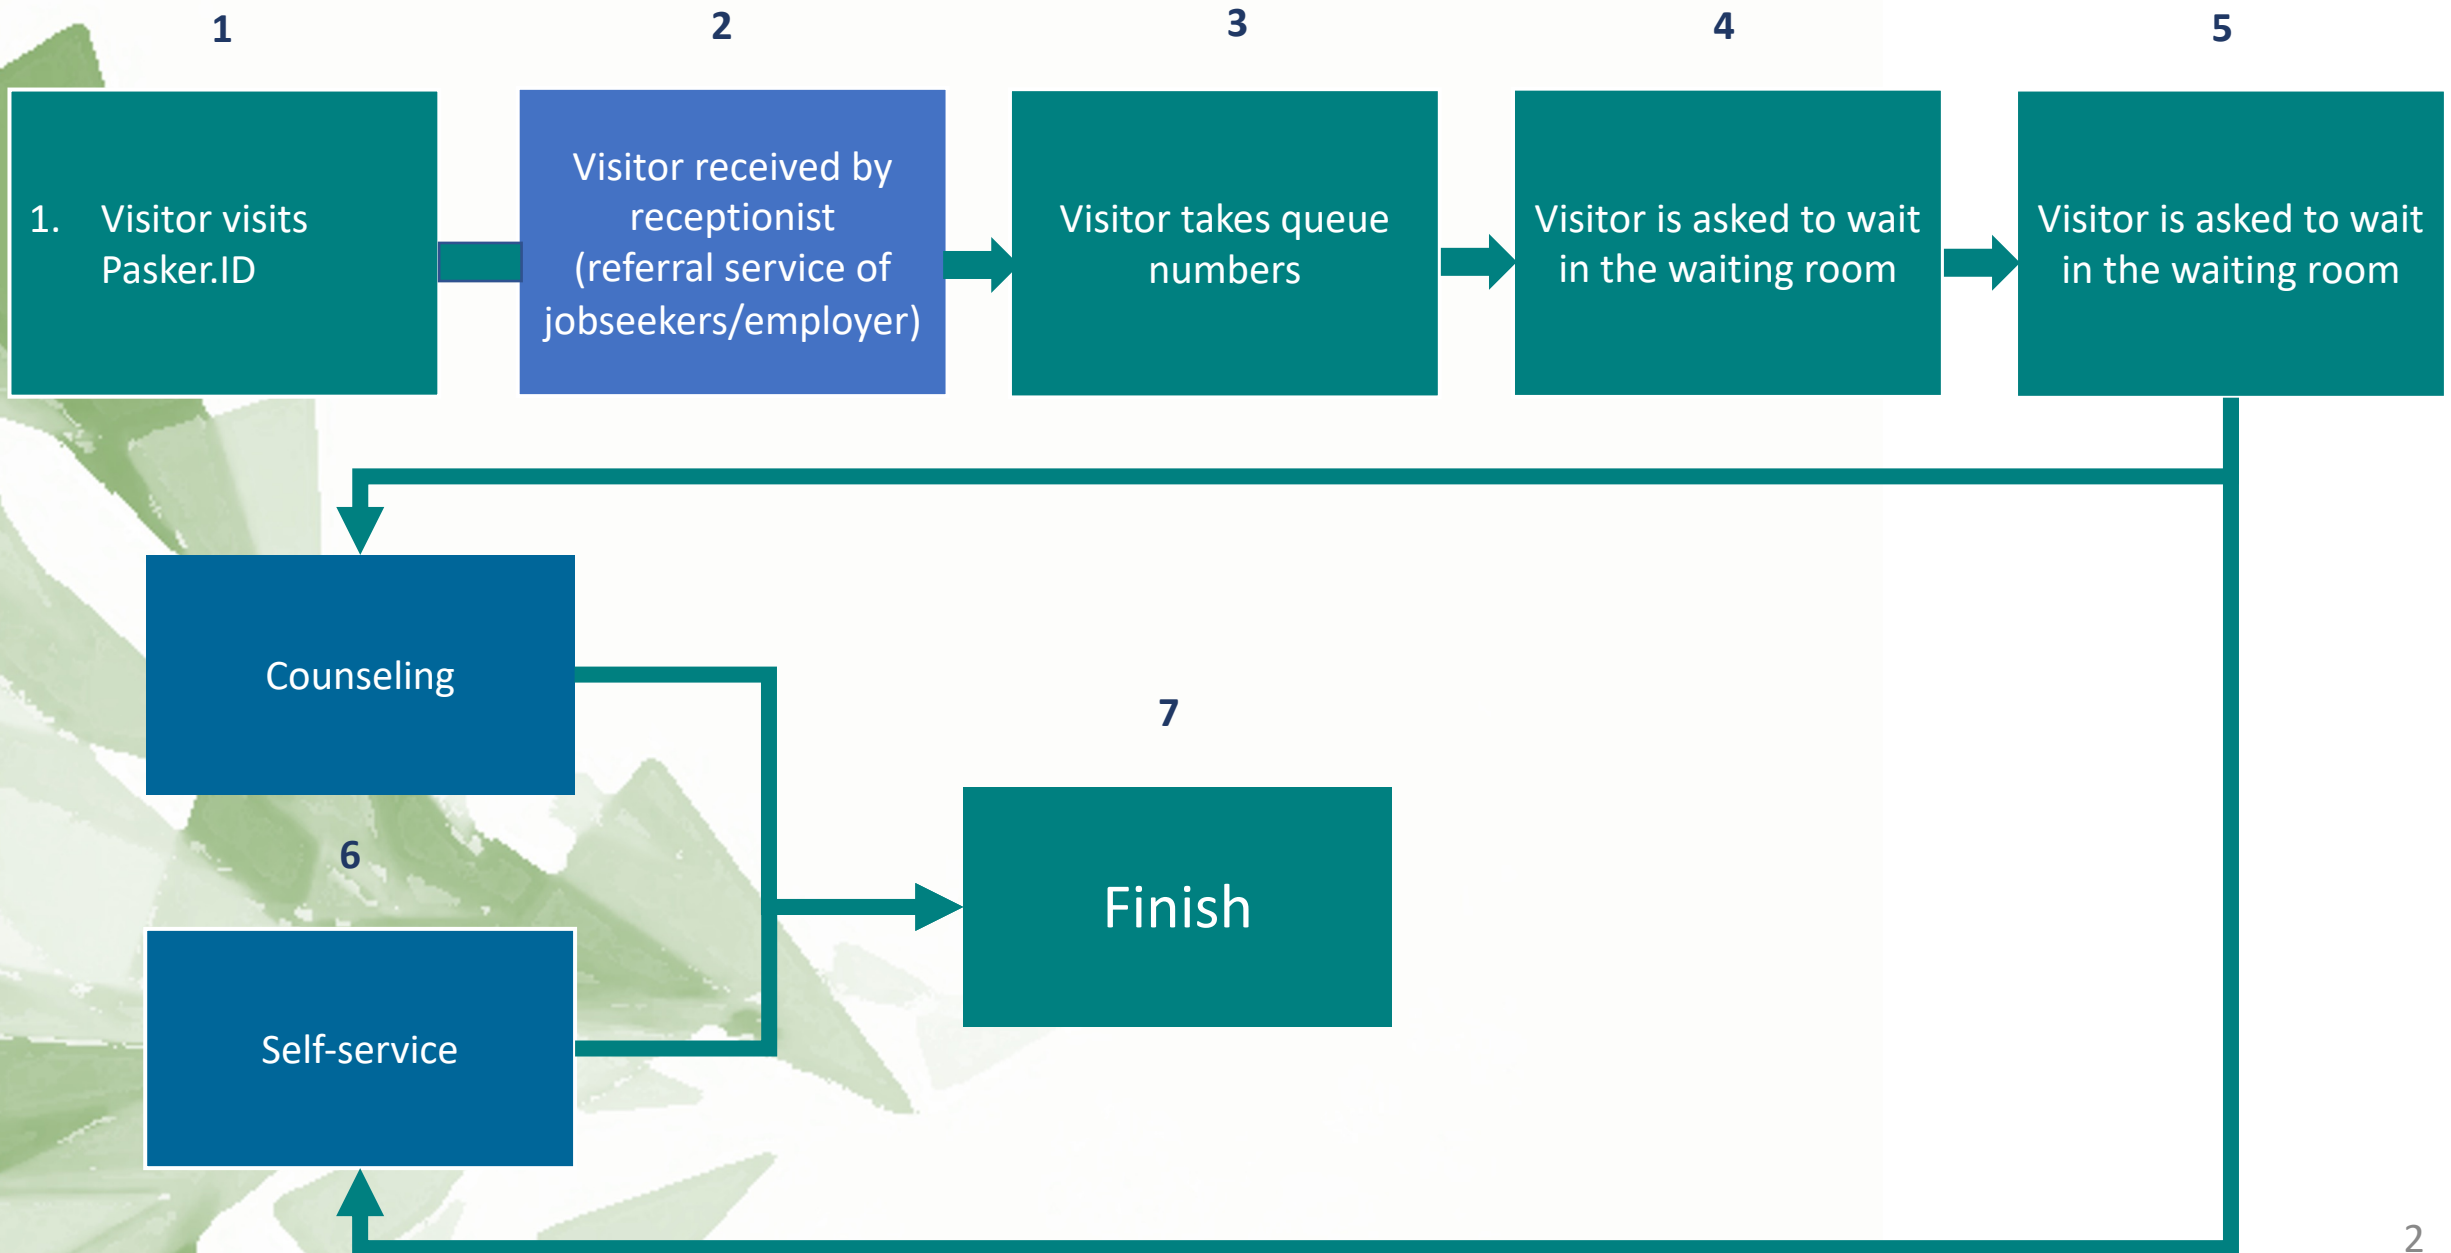 1
2
3
4
5
1. Visitor visits
Pasker.ID
Visitor received by
receptionist
(referral service of
jobseekers/employer)
Visitor takes queue
numbers
Visitor is asked to wait
in the waiting room
Visitor is asked to wait
in the waiting room
Counseling
6
Self-service
7
Finish
2